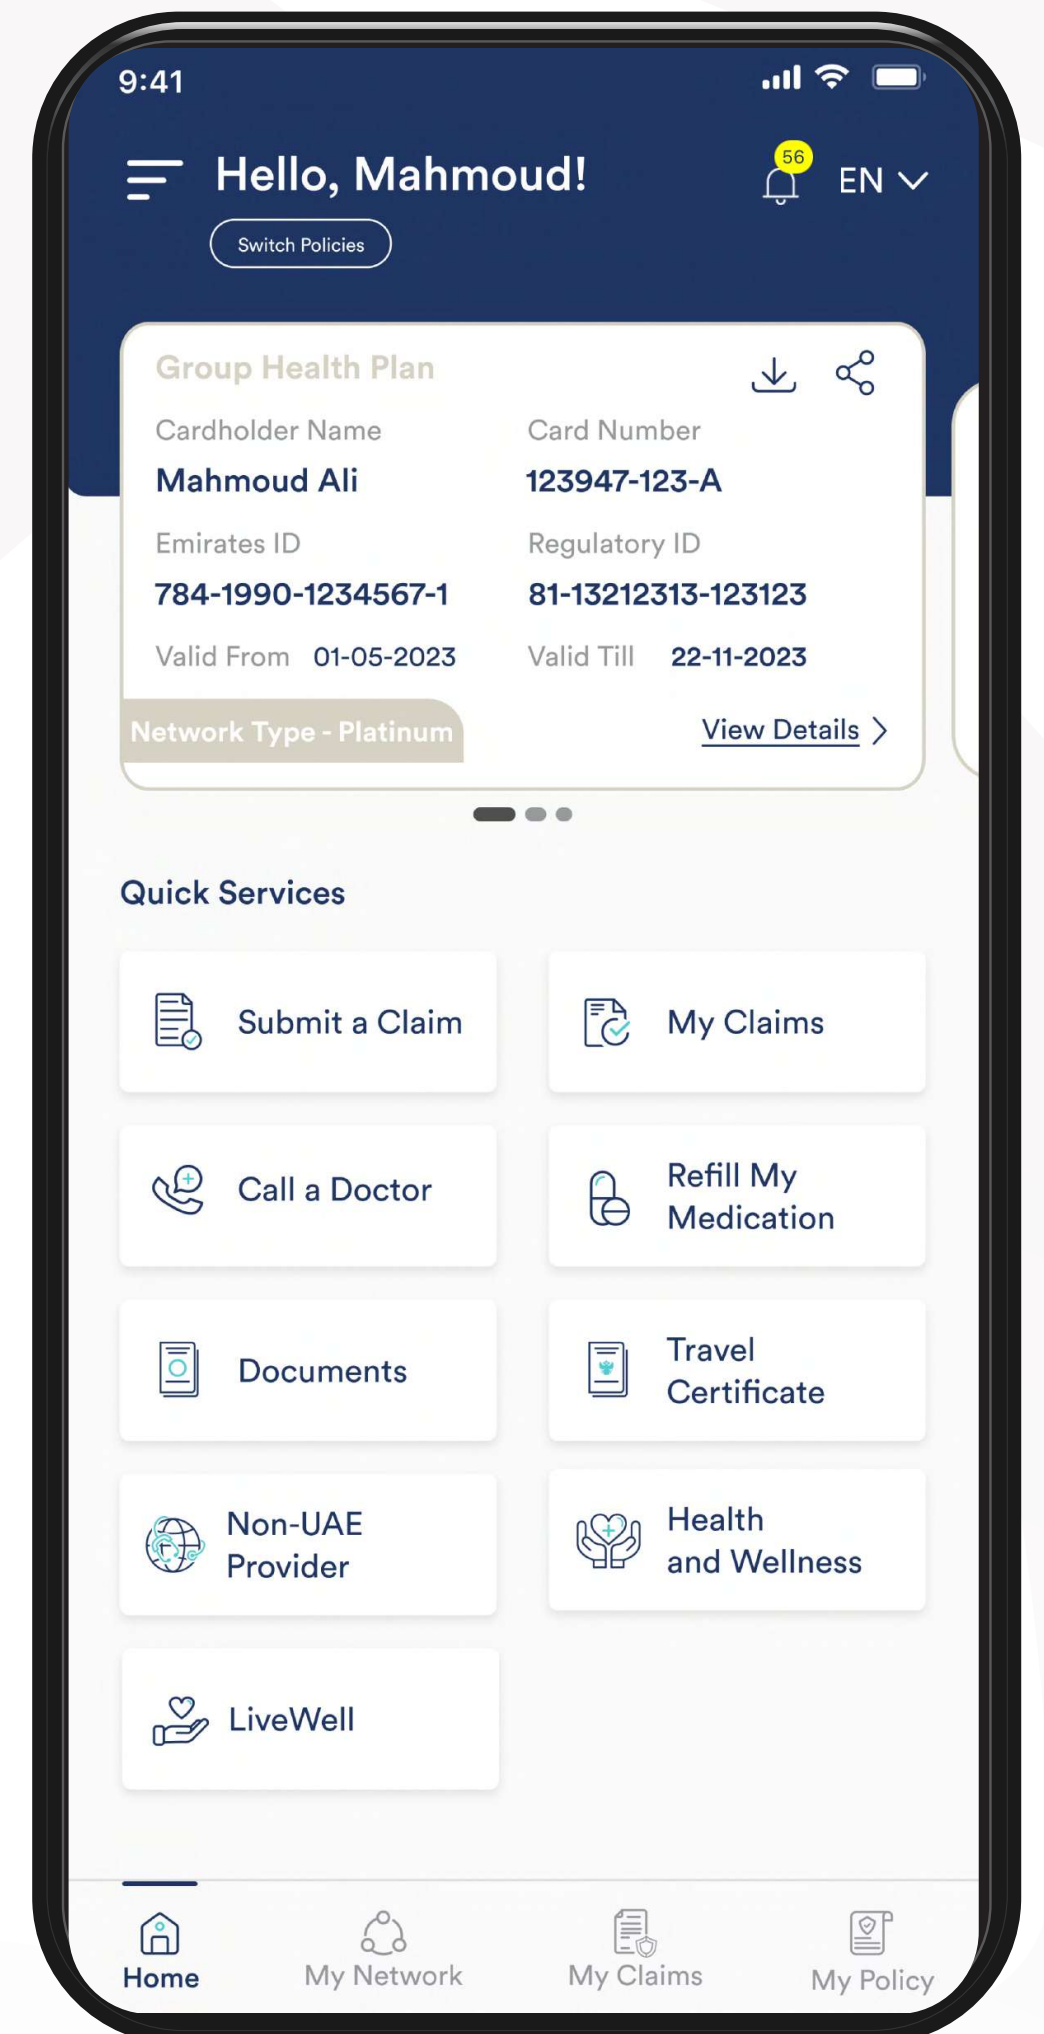 9:41
Hello, Mahmoud!
56
EN
Switch Policies
Group Health Plan
Cardholder Name
Card Number
Mahmoud Ali
123947-123-A
Emirates ID
Regulatory ID
784-1990-1234567-1
81-13212313-123123
Valid From 01-05-2023
Valid Till 22-11-2023
Network Type - Platinum
View Details
Quick Services
Submit a Claim
My Claims
Call a Doctor
Refill My
Medication
Documents
Travel
Certificate
Non-UAE
Provider
Health
and Wellness
LiveWell
Home
My Network
My Claims
My Policy